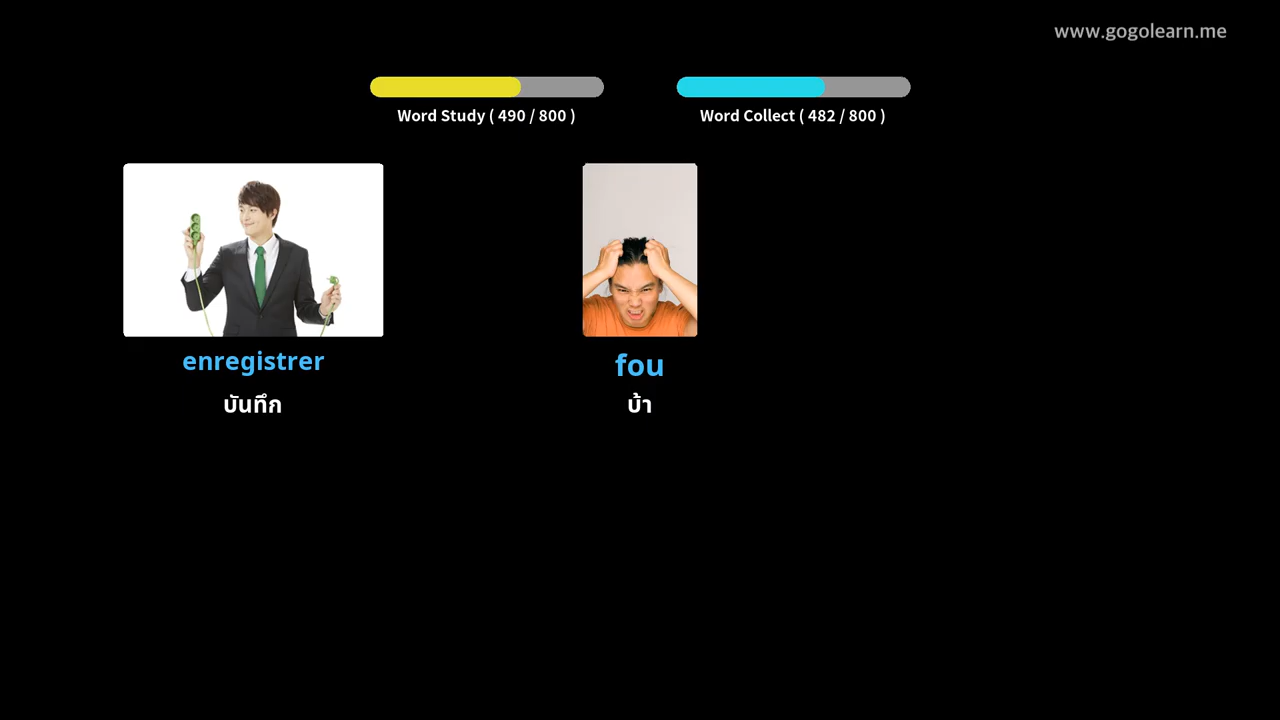 www.gogolearn.me
Word Study ( 490 / 800 )
Word Collect ( 482 / 800 )
enregistrer
บันทึก
fou
บ้า